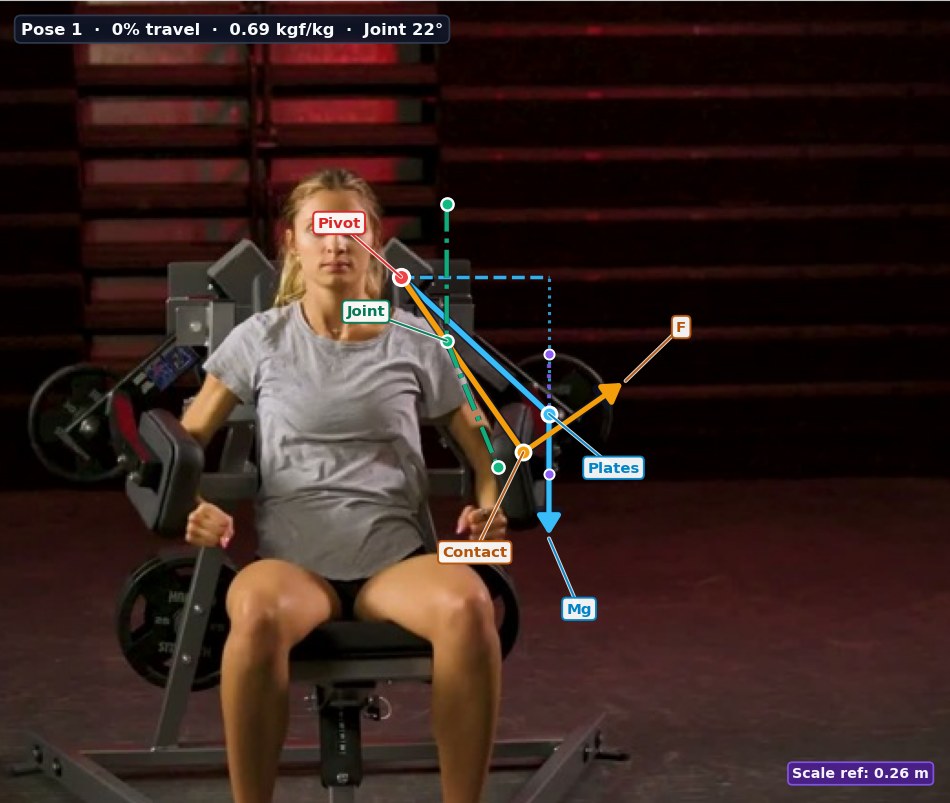 Pose 1 · 0% travel · 0.69 kgf/kg · Joint 22°
Pivot
Joint
F
Plates
Contact
Mg
Scale ref: 0.26 m